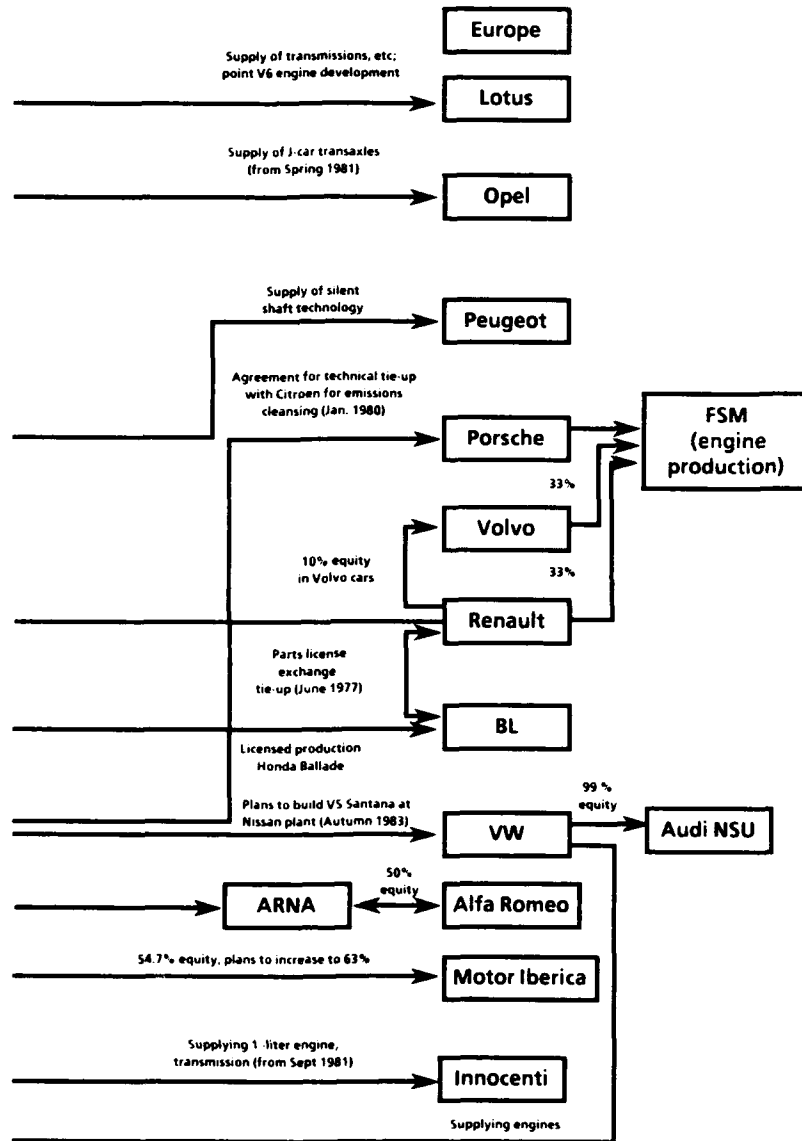 Europe
Supply of transmissions, etc;
point V6 engine development
Lotus
Supply of J-car transaxles
(from Spring 1981)
Opel
Supply of silent
shaft technology
Peugeot
Agreement for technical tie-up
with Citroen for emissions
cleansing (Jan. 1980)
Porsche
FSM
(engine
production)
33%
Volvo
10% equity
in Volvo cars
33%
Renault
Parts license
exchange
tie-up (June 1977)
BL
Licensed production
Honda Ballade
Plans to build VS Santana at
Nissan plant (Autumn 1983)
VW
99 %
equity
Audi NSU
ARNA
50%
equity
Alfa Romeo
54.7% equity, plans to increase to 63%
Motor Iberica
Supplying 1-liter engine,
transmission (from Sept 1981)
Innocenti
Supplying engines